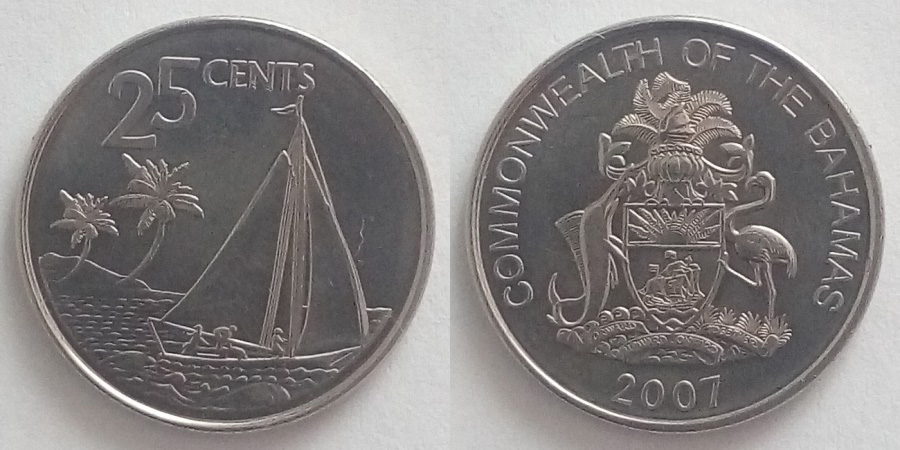 25 CENTS
COMMONWEALTH OF THE BAHAMAS
2007